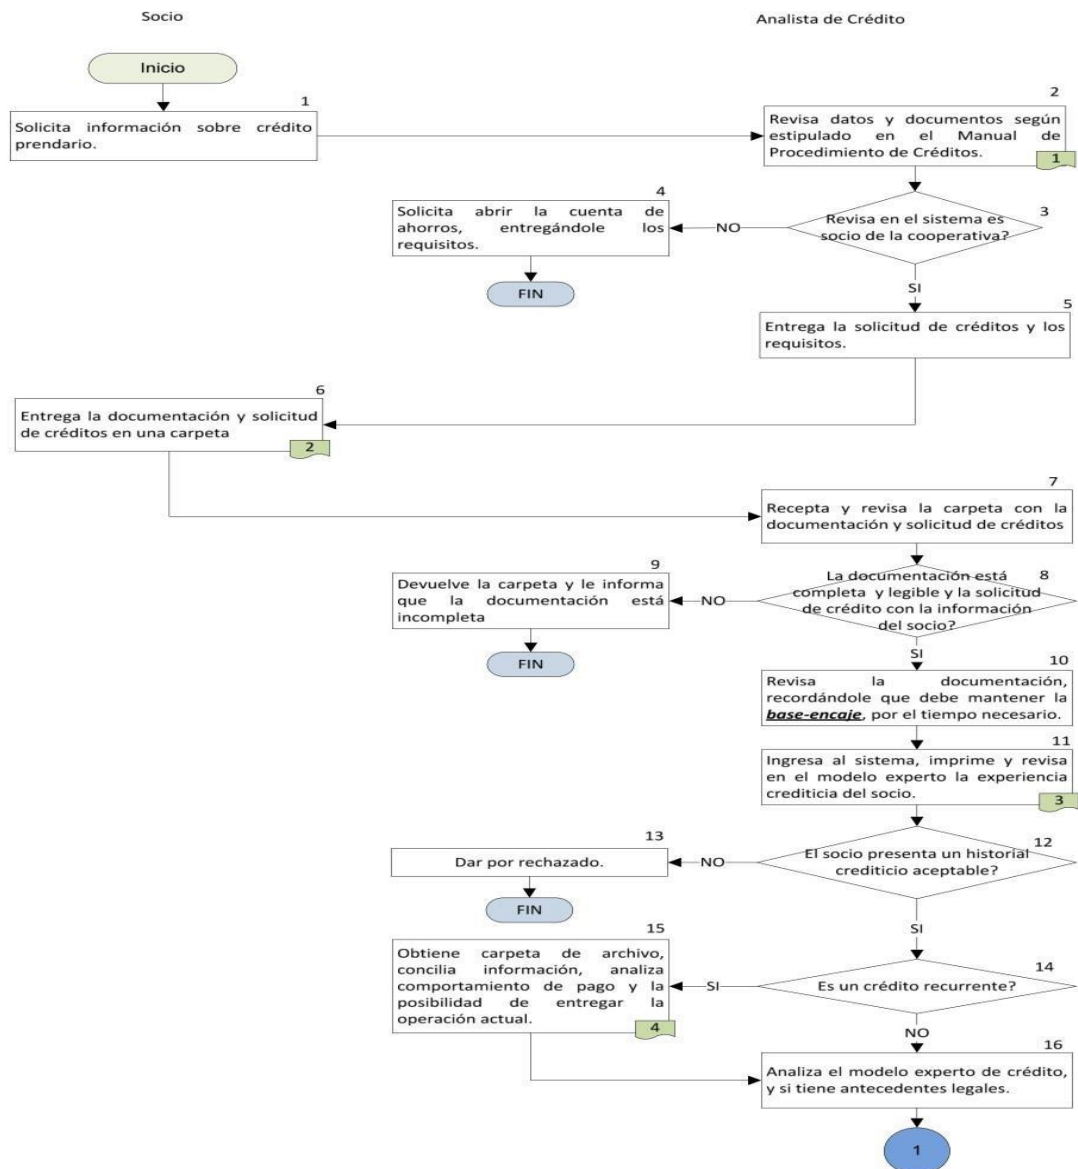 Socio
Analista de Crédito
Inicio
1
Solicita información sobre crédito
prendario.
2
Revisa datos y documentos según
estipulado en el Manual de
Procedimiento de Créditos.
1
3
Revisa en el sistema es
socio de la cooperativa?
NO
4
Solicita abrir la cuenta de
ahorros, entregándole los
requisitos.
FIN
SI
5
Entrega la solicitud de créditos y los
requisitos.
6
Entrega la documentación y solicitud
de créditos en una carpeta
2
7
Recepta y revisa la carpeta con la
documentación y solicitud de créditos
8
La documentación está
completa y legible y la solicitud
de crédito con la información
del socio?
NO
9
Devuelve la carpeta y le informa
que la documentación está
incompleta
FIN
SI
10
Revisa la documentación,
recordándole que debe mantener la
base-encaje, por el tiempo necesario.
11
Ingresa al sistema, imprime y revisa
en el modelo experto la experiencia
crediticia del socio.
3
12
El socio presenta un historial
crediticio aceptable?
NO
13
Dar por rechazado.
FIN
SI
14
Es un crédito recurrente?
SI
15
Obtiene carpeta de archivo,
concilia información, analiza
comportamiento de pago y la
posibilidad de entregar la
operación actual.
4
NO
16
Analiza el modelo experto de crédito,
y si tiene antecedentes legales.
1